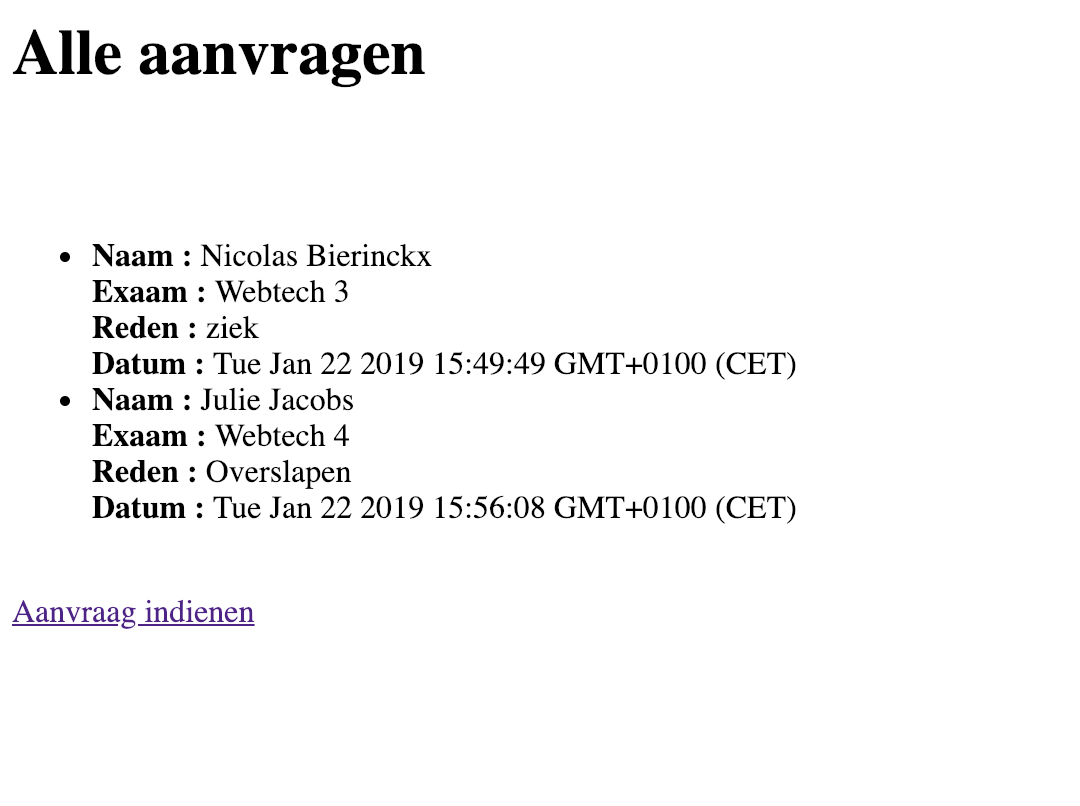 Alle aanvragen
Naam : Nicolas Bierinckx
Exaam : Webtech 3
Reden : ziek
Datum : Tue Jan 22 2019 15:49:49 GMT+0100 (CET)
Naam : Julie Jacobs
Exaam : Webtech 4
Reden : Overslapen
Datum : Tue Jan 22 2019 15:56:08 GMT+0100 (CET)
Aanvraag indienen